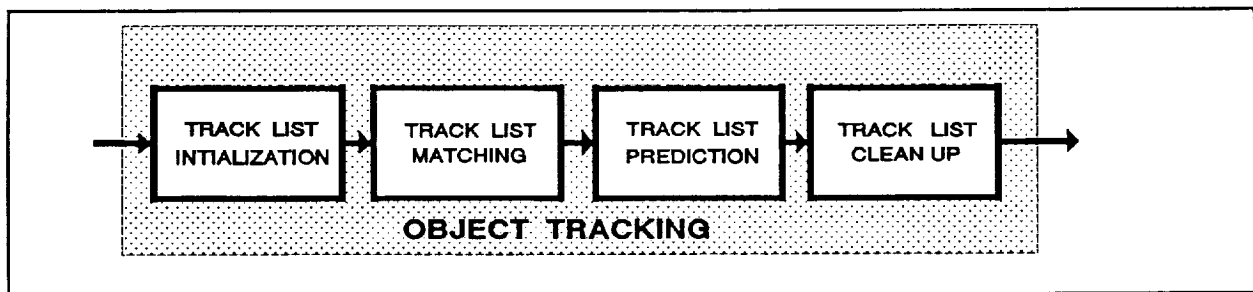 TRACK LIST
INTIALIZATION
TRACK LIST
MATCHING
TRACK LIST
PREDICTION
TRACK LIST
CLEAN UP
OBJECT TRACKING